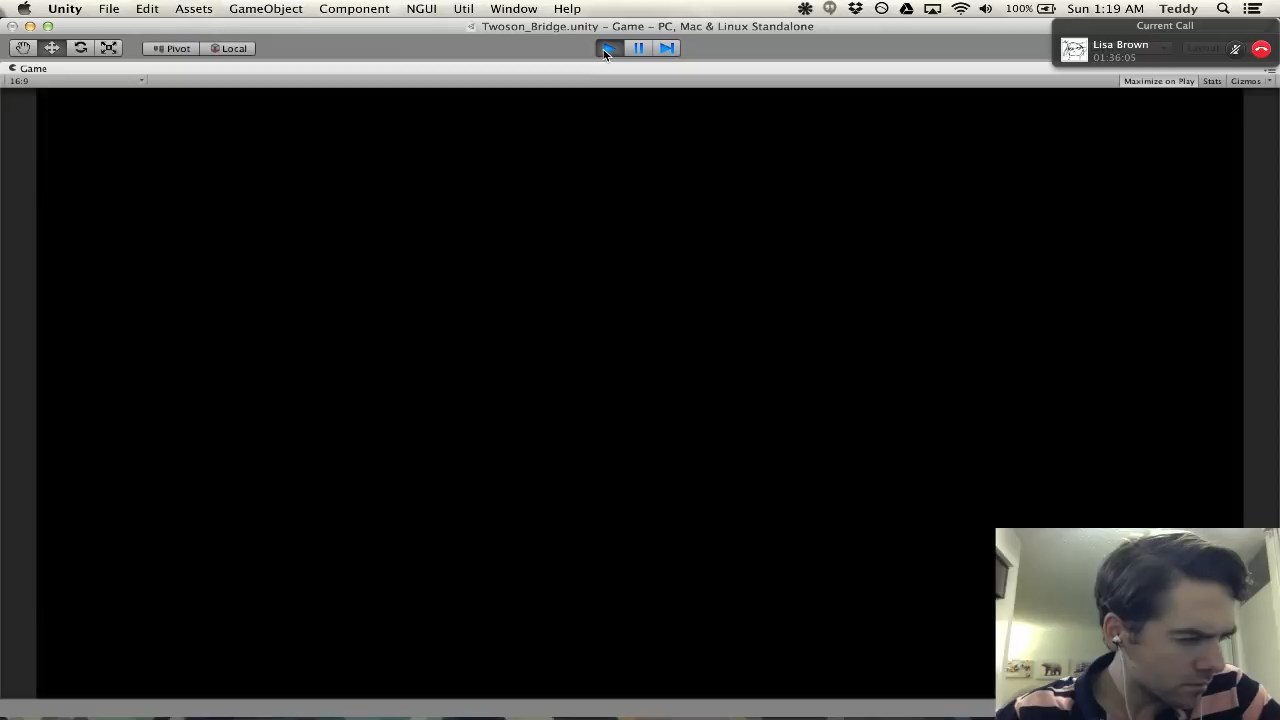 Unity File Edit Assets GameObject Component NGUI Util Window Help 100% Sun 1:19 AM Teddy
Twoson_Bridge.unity - Game - PC, Mac & Linux Standalone
Current Call
Lisa Brown
01:36:05
Pivot Local Layout
Game
16:9 Maximize on Play Stats Gizmos